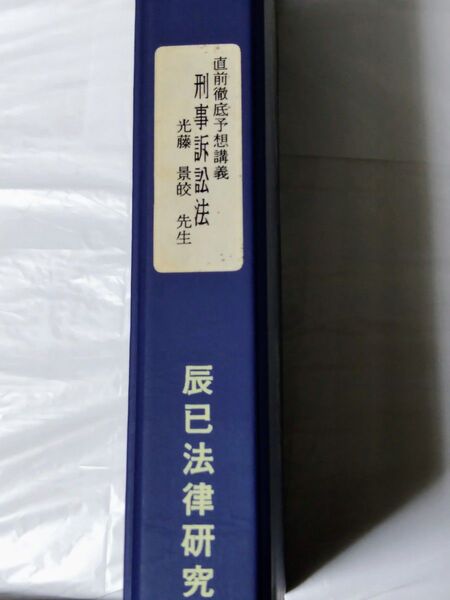 直前徹底予想講義
刑事訴訟法
光藤 景皎 先生
辰已法律研究